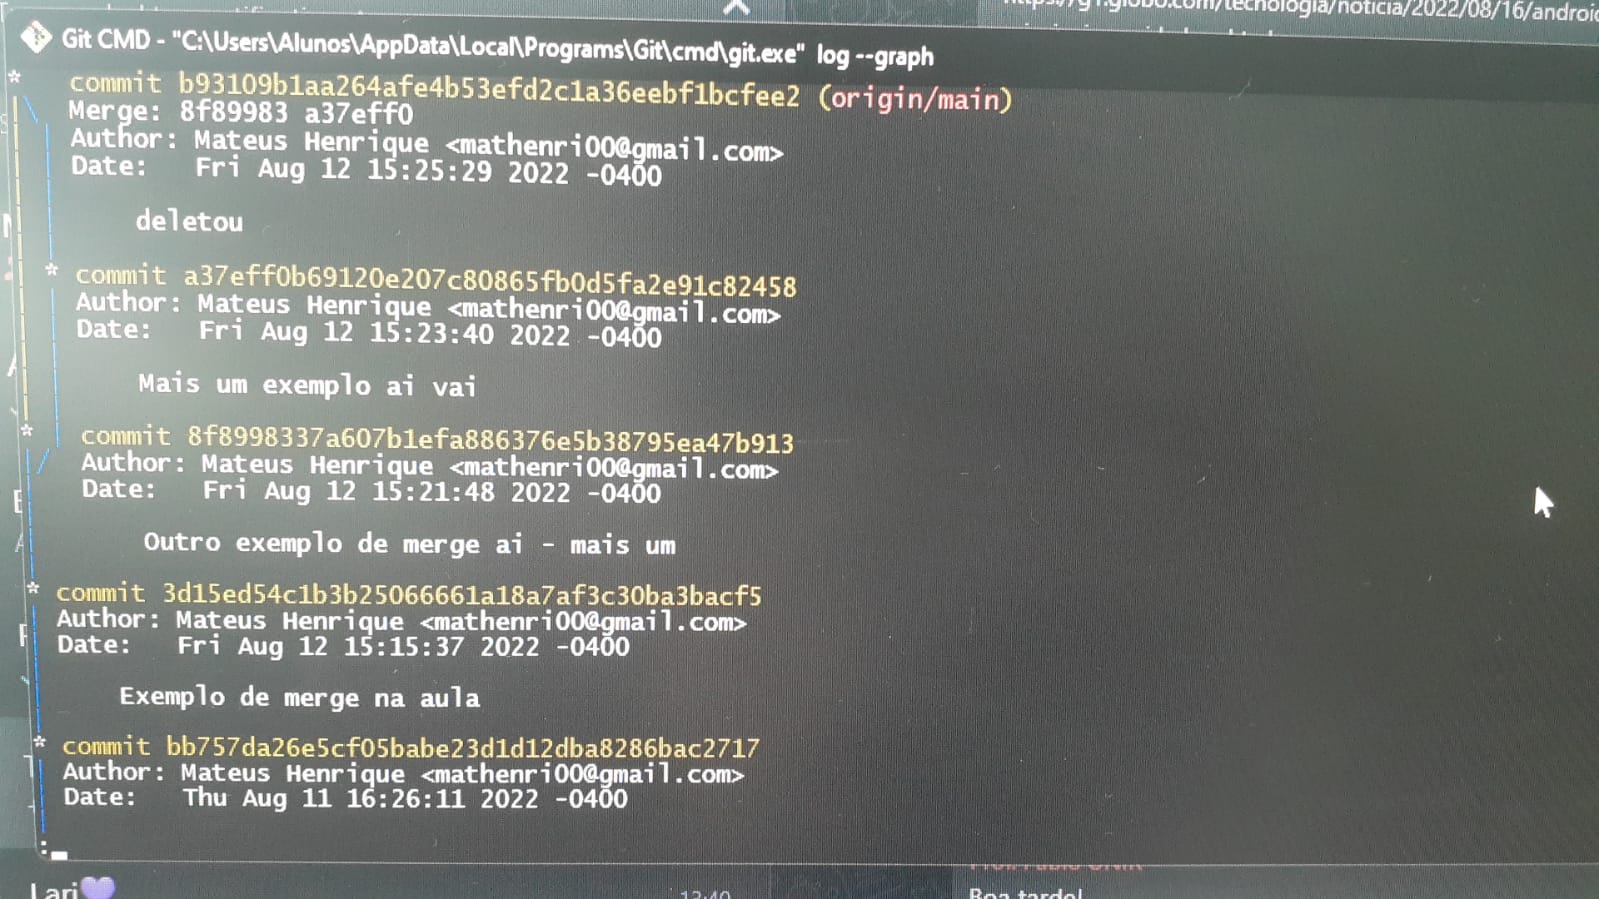 https://g1.globo.com/tecnologia/noticia/2022/08/16/android
Git CMD - "C:\Users\Alunos\AppData\Local\Programs\Git\cmd\git.exe" log --graph
* commit b93109b1aa264afe4b53efd2c1a36eebf1bcfee2 (origin/main)
Merge: 8f89983 a37eff0
Author: Mateus Henrique <mathenri00@gmail.com>
Date: Fri Aug 12 15:25:29 2022 -0400
deletou
* commit a37eff0b69120e207c80865fb0d5fa2e91c82458
Author: Mateus Henrique <mathenri00@gmail.com>
Date: Fri Aug 12 15:23:40 2022 -0400
Mais um exemplo ai vai
* commit 8f8998337a607b1efa886376e5b38795ea47b913
Author: Mateus Henrique <mathenri00@gmail.com>
Date: Fri Aug 12 15:21:48 2022 -0400
Outro exemplo de merge ai - mais um
* commit 3d15ed54c1b3b25066661a18a7af3c30ba3bacf5
Author: Mateus Henrique <mathenri00@gmail.com>
Date: Fri Aug 12 15:15:37 2022 -0400
Exemplo de merge na aula
* commit bb757da26e5cf05babe23d1d12dba8286bac2717
Author: Mateus Henrique <mathenri00@gmail.com>
Date: Thu Aug 11 16:26:11 2022 -0400
:
Lari💜
Boa tarde!